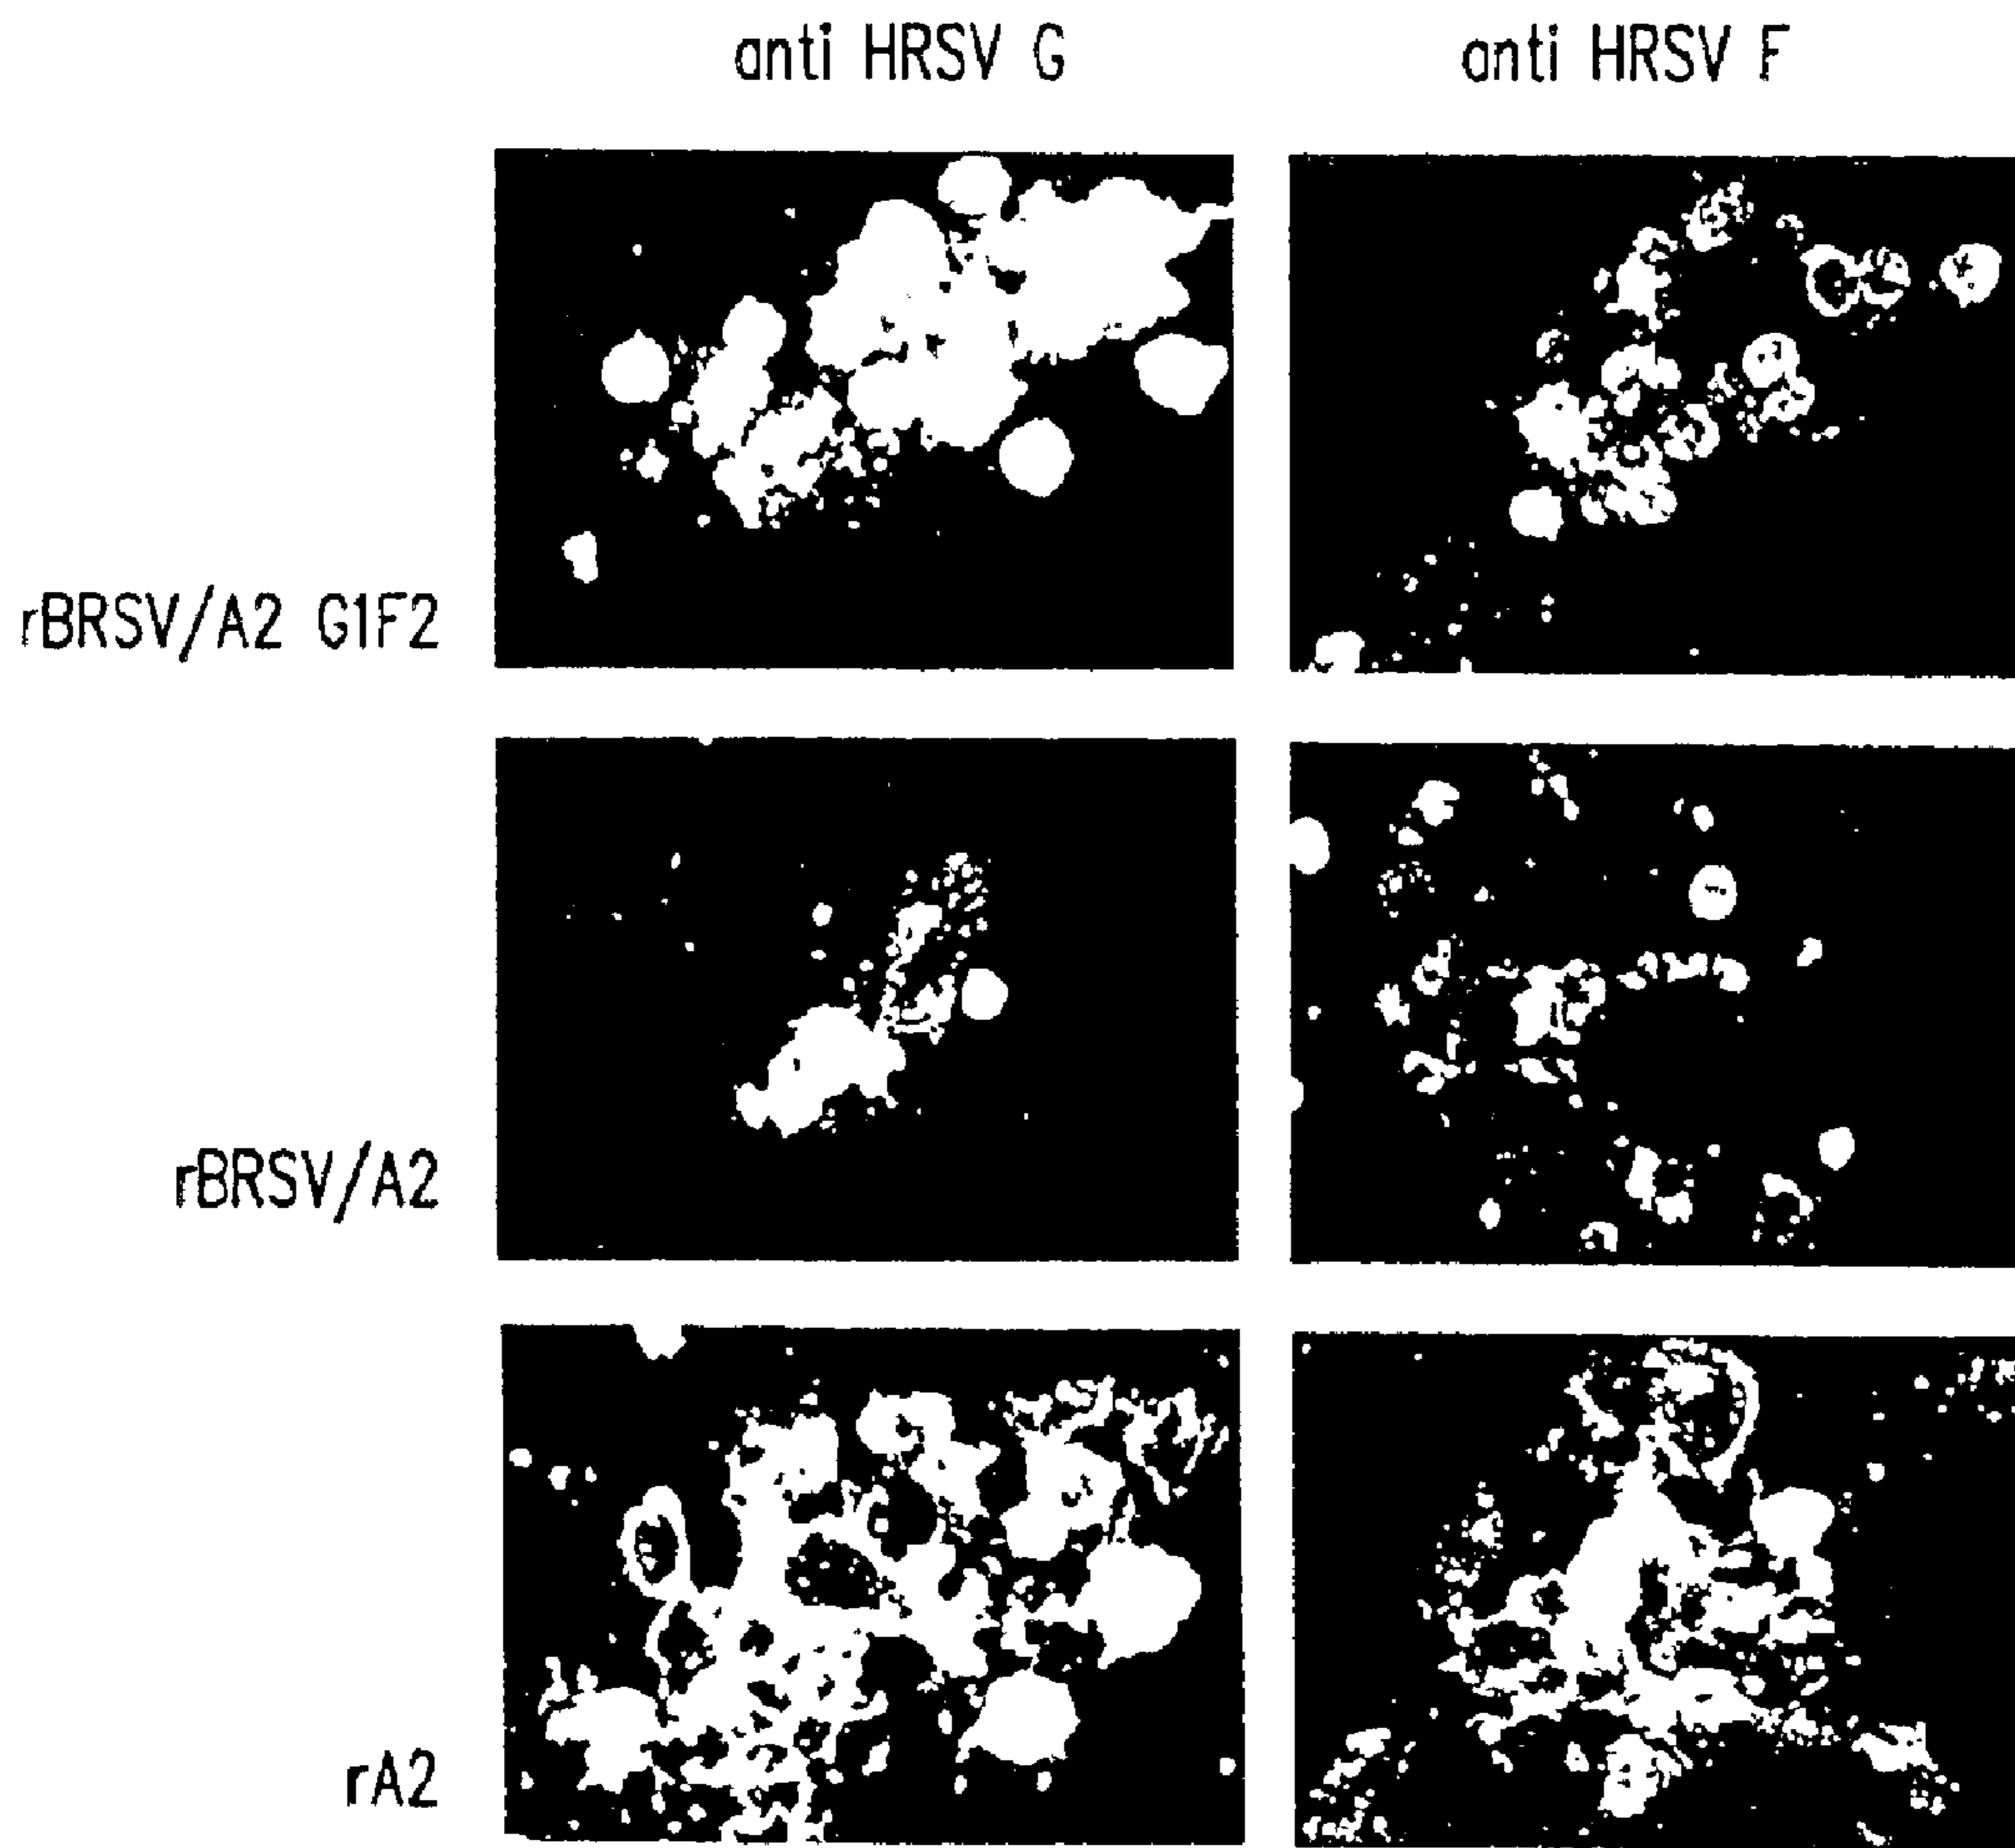 anti HRSV G anti HRSV F
rBRSV/A2 G1F2
rBRSV/A2
rA2